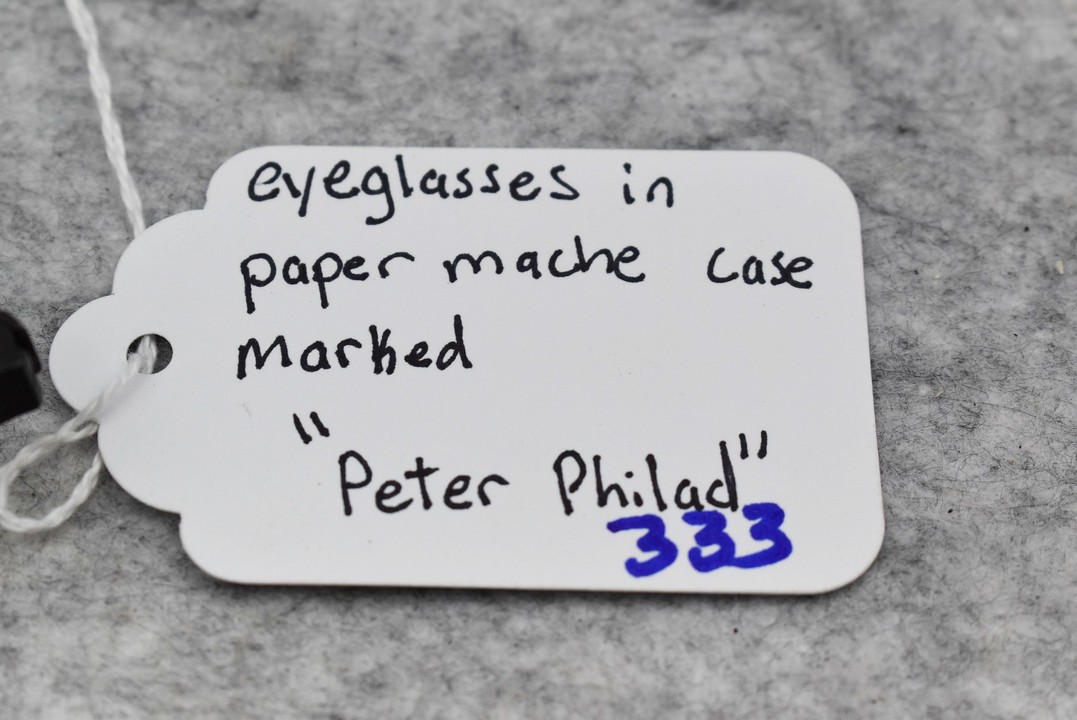 eyeglasses in
paper mache case
marked
"Peter Philad"
333